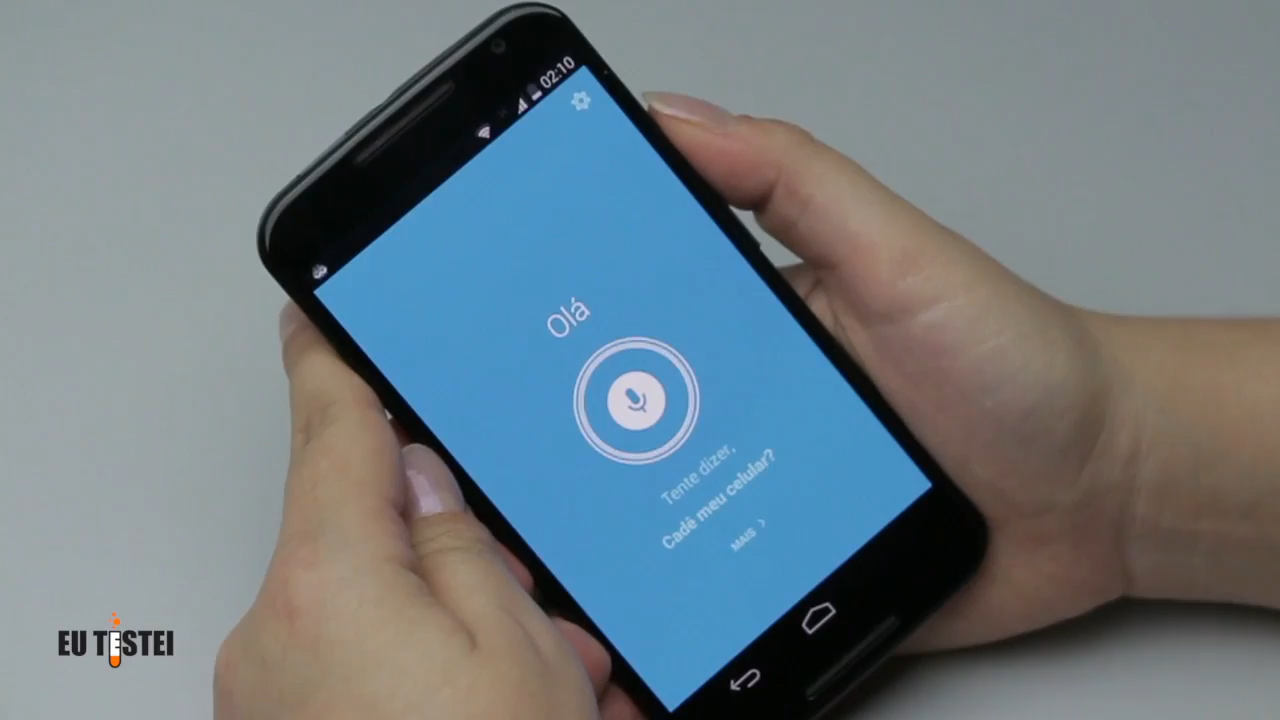 02:10
Olá
Tente dizer,
Cadê meu celular?
MAIS
EU TESTEI